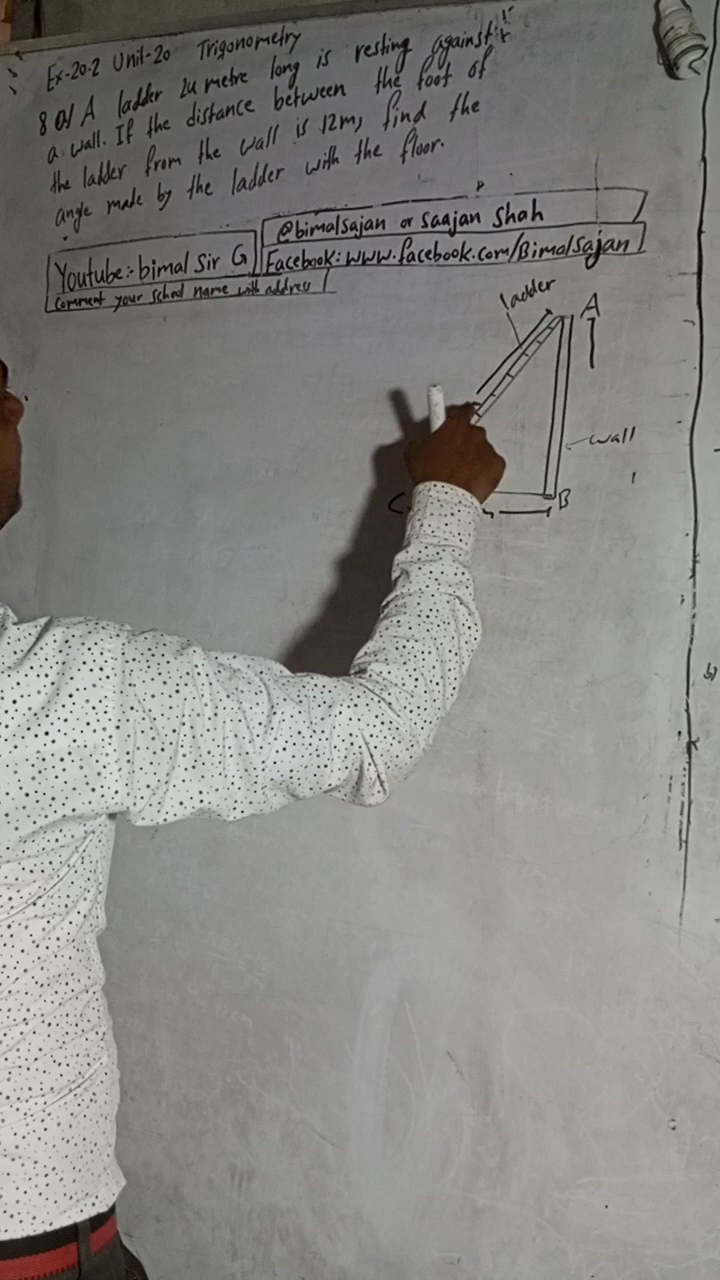 Ex-20.2 Unit-20 Trigonometry
8 a) A ladder 24 metre long is resting against
a wall. If the distance between the foot of
the ladder from the wall is 12m, find the
angle made by the ladder with the floor.
@bimalsajan or Saajan Shah
Youtube:- bimal Sir G
Facebook: www.facebook.com/Bimalsajan
Comment your School name with address
ladder
A
wall
C
B
b)